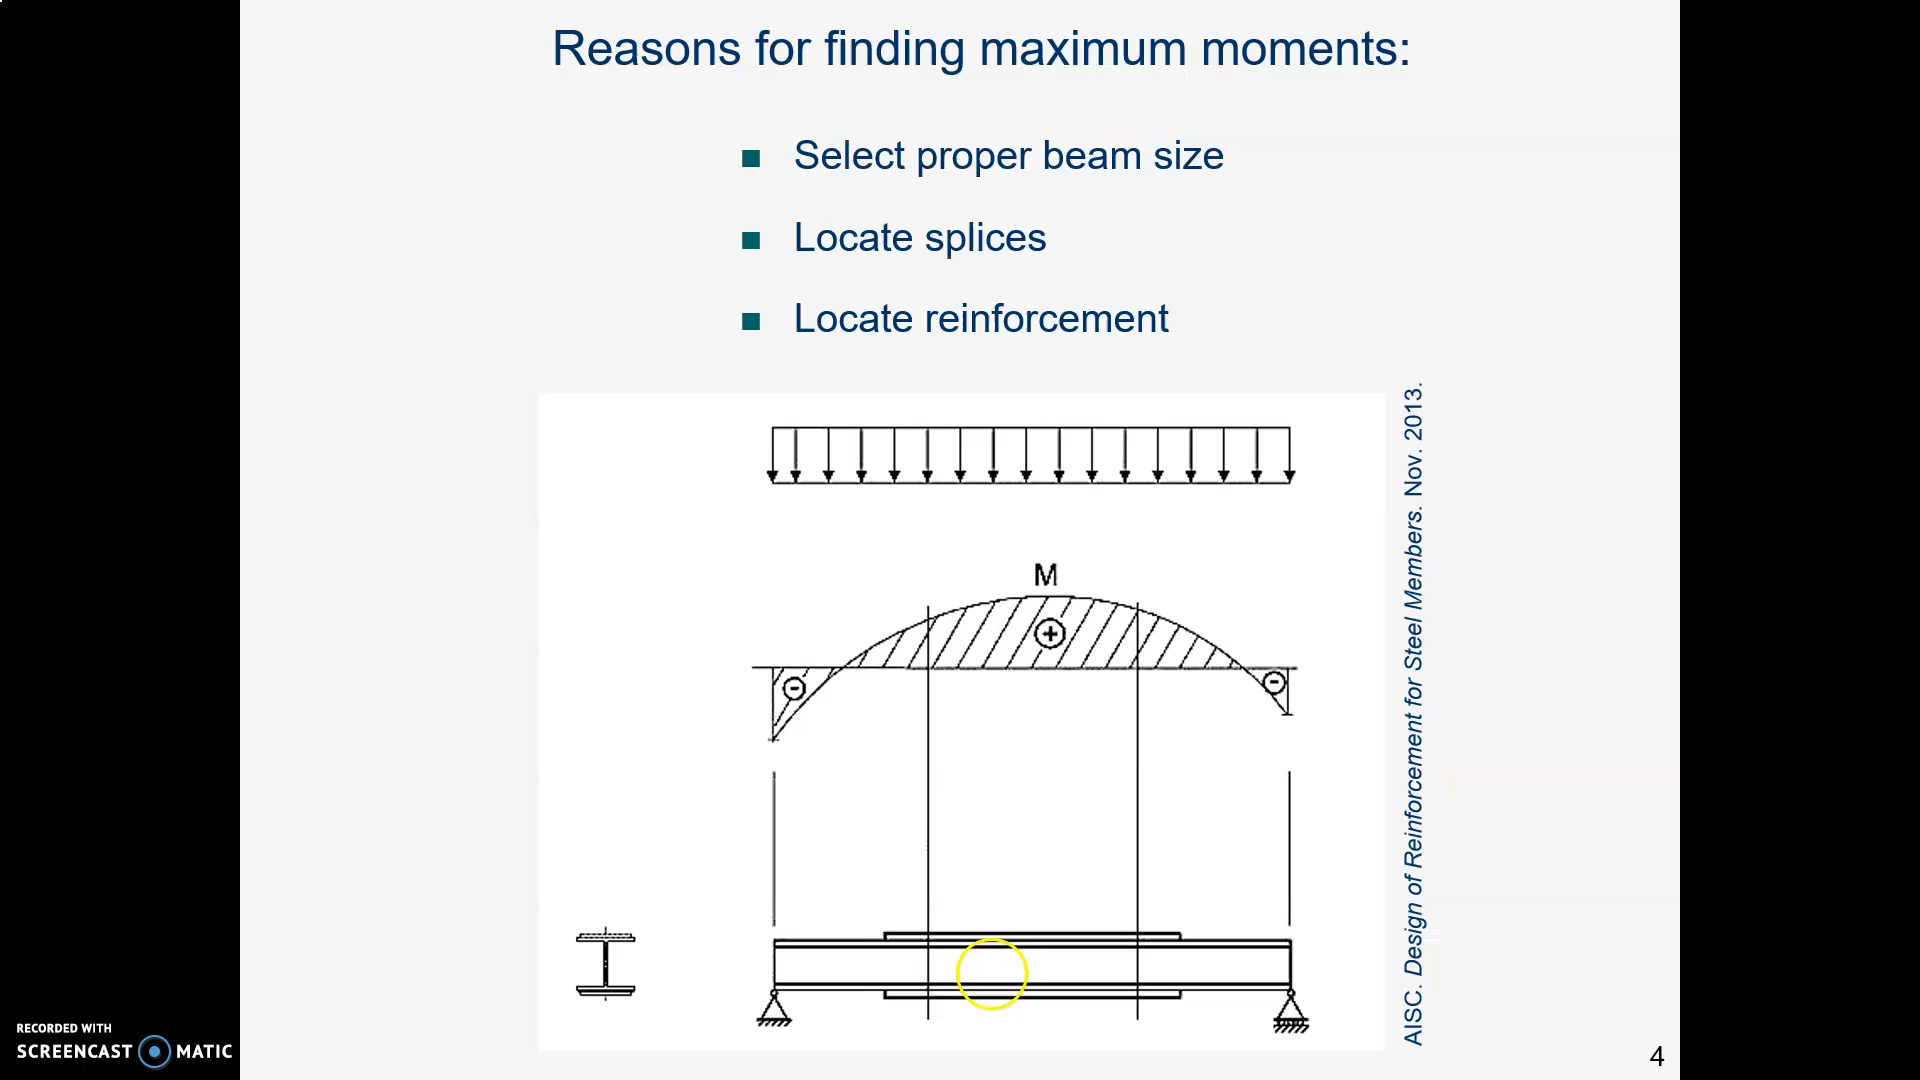 Reasons for finding maximum moments:
Select proper beam size
Locate splices
Locate reinforcement
M
+
-
-
AISC. Design of Reinforcement for Steel Members. Nov. 2013.
RECORDED WITH
SCREENCAST MATIC
4